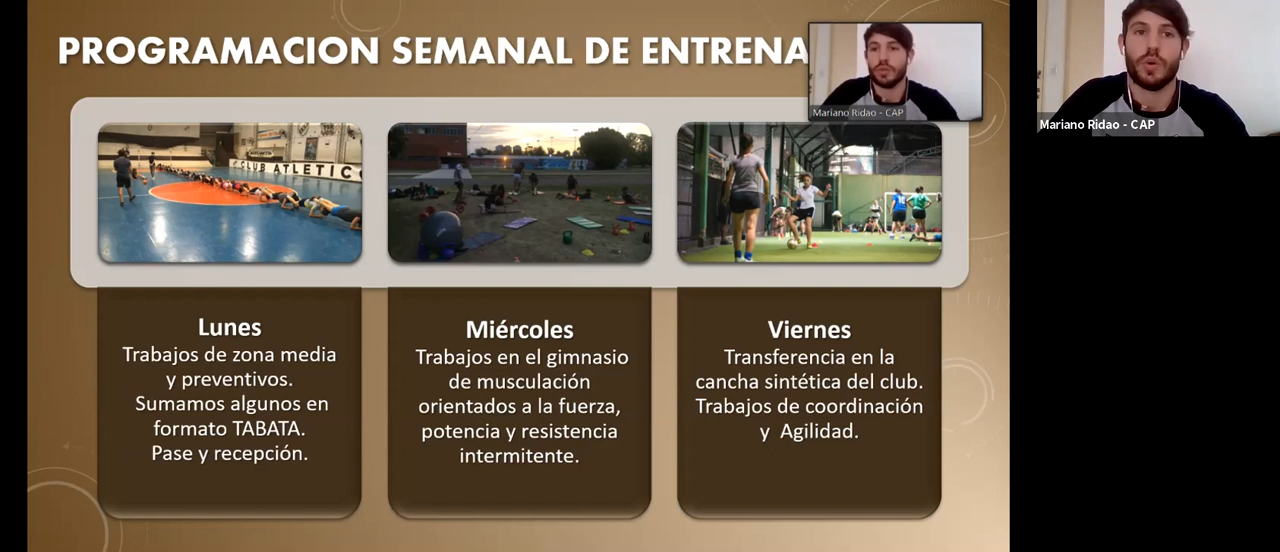 PROGRAMACION SEMANAL DE ENTRENA
Mariano Ridao - CAP
Mariano Ridao - CAP
CLUB ATLETIC
Lunes
Trabajos de zona media
y preventivos.
Sumamos algunos en
formato TABATA.
Pase y recepción.
Miércoles
Trabajos en el gimnasio
de musculación
orientados a la fuerza,
potencia y resistencia
intermitente.
Viernes
Transferencia en la
cancha sintética del club.
Trabajos de coordinación
y Agilidad.